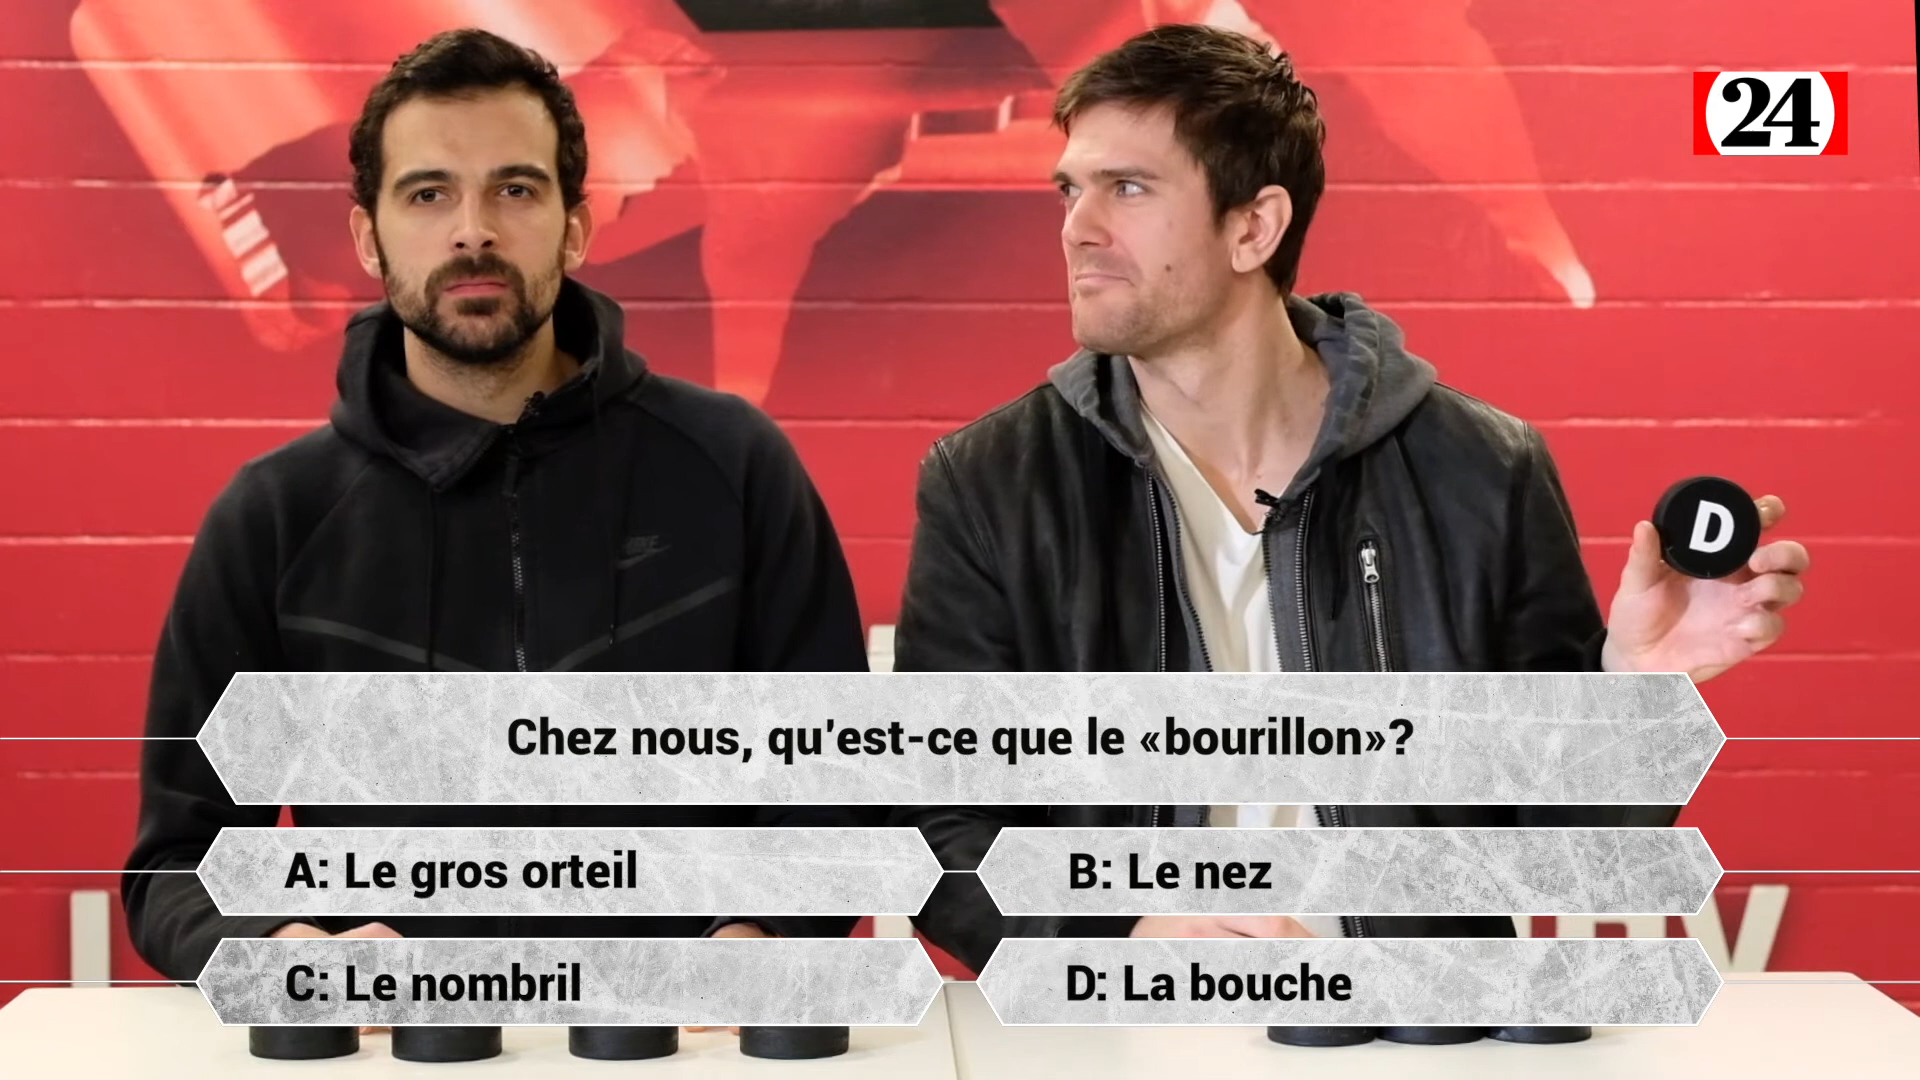 24
D
Chez nous, qu'est-ce que le «bourillon»?
A: Le gros orteil
B: Le nez
C: Le nombril
D: La bouche